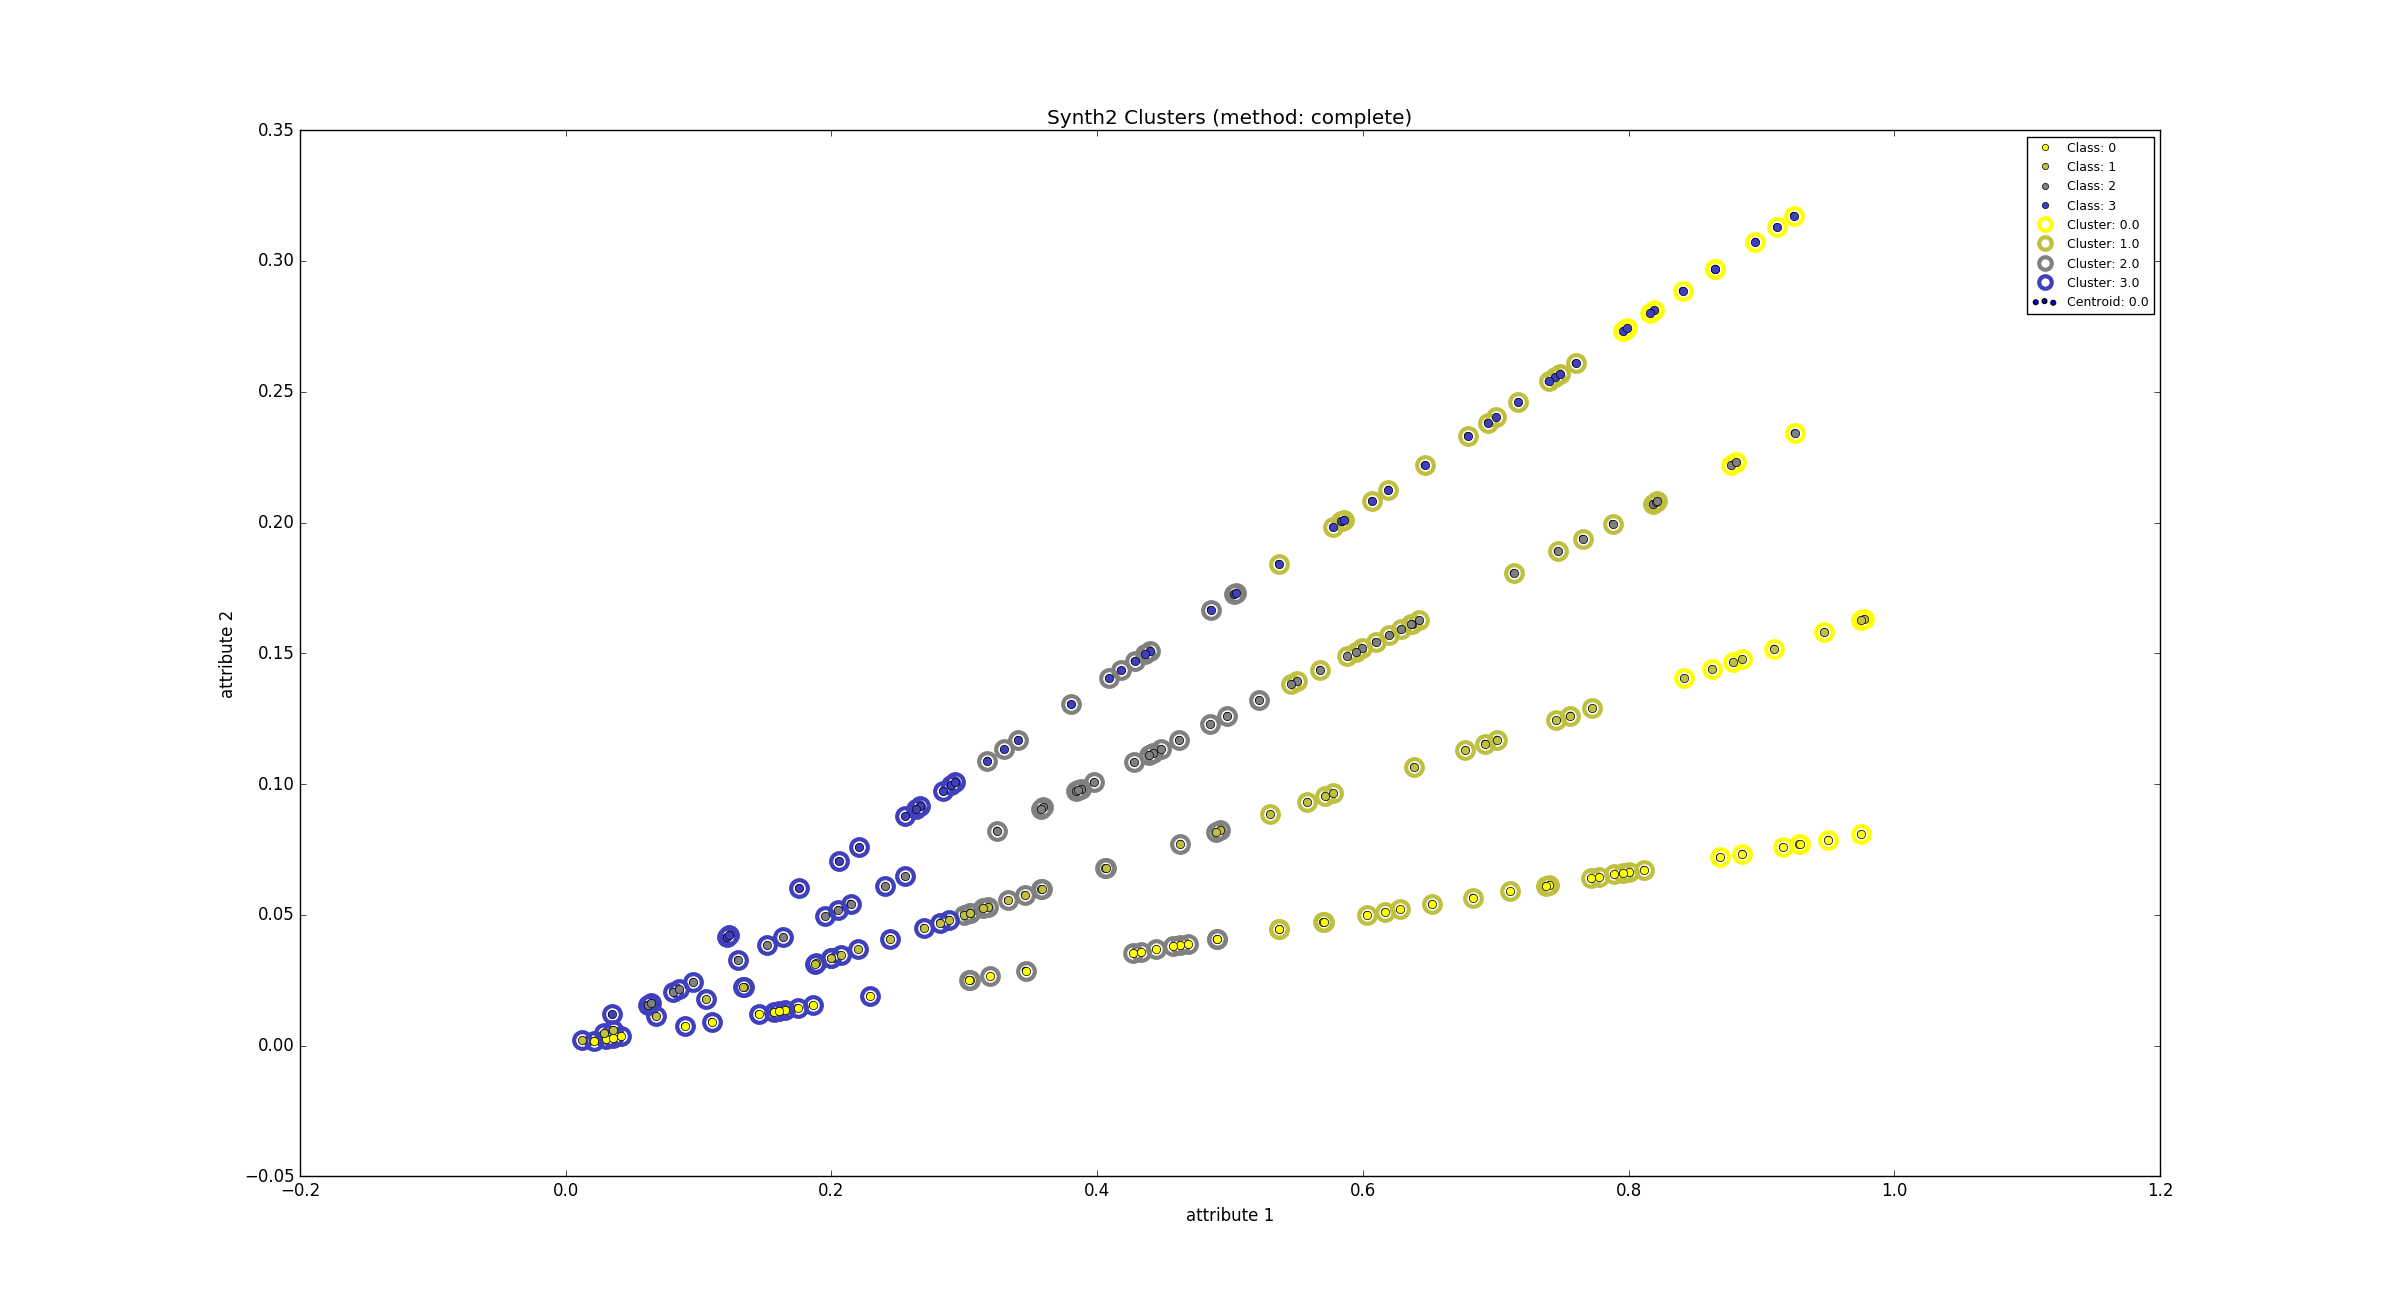 Synth2 Clusters (method: complete)
0.35
0.30
0.25
0.20
0.15
0.10
0.05
0.00
−0.05
attribute 2
Class: 0
Class: 1
Class: 2
Class: 3
Cluster: 0.0
Cluster: 1.0
Cluster: 2.0
Cluster: 3.0
Centroid: 0.0
−0.2 0.0 0.2 0.4 0.6 0.8 1.0 1.2
attribute 1